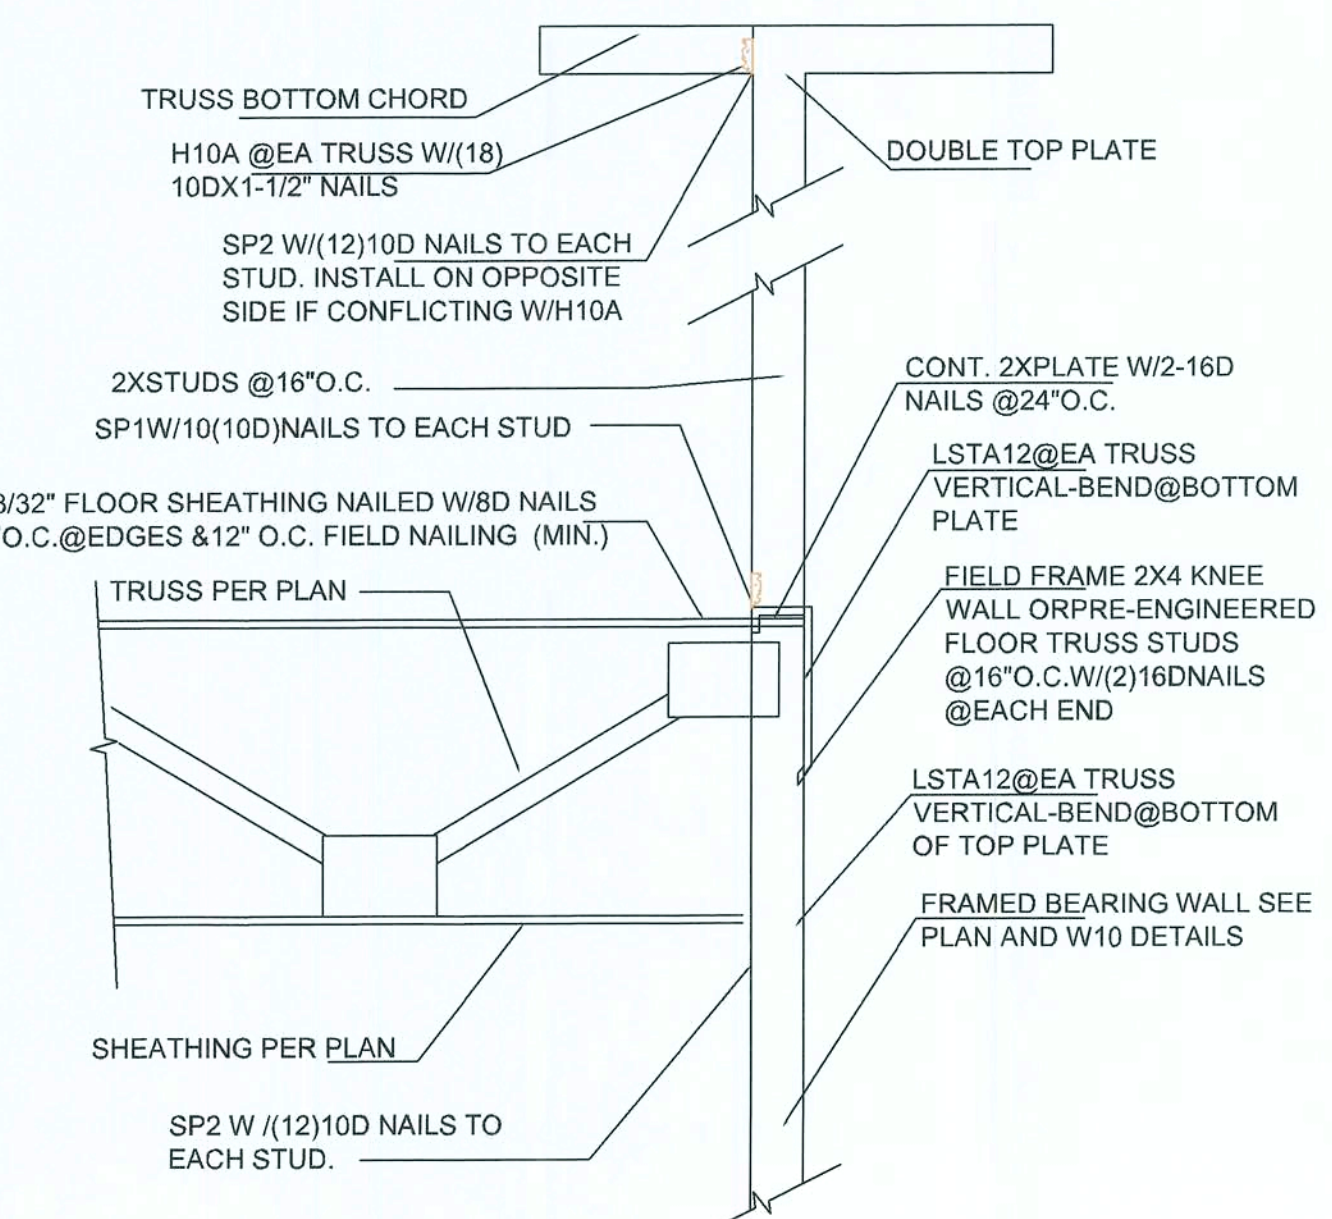 TRUSS BOTTOM CHORD
H10A @EA TRUSS W/(18)
10DX1-1/2" NAILS
DOUBLE TOP PLATE
SP2 W/(12)10D NAILS TO EACH
STUD. INSTALL ON OPPOSITE
SIDE IF CONFLICTING W/H10A
2XSTUDS @16"O.C.
SP1W/10(10D)NAILS TO EACH STUD
CONT. 2XPLATE W/2-16D
NAILS @24"O.C.
LSTA12@EA TRUSS
VERTICAL-BEND@BOTTOM
PLATE
3/32" FLOOR SHEATHING NAILED W/8D NAILS
"O.C.@EDGES &12" O.C. FIELD NAILING (MIN.)
TRUSS PER PLAN
FIELD FRAME 2X4 KNEE
WALL ORPRE-ENGINEERED
FLOOR TRUSS STUDS
@16"O.C.W/(2)16DNAILS
@EACH END
LSTA12@EA TRUSS
VERTICAL-BEND@BOTTOM
OF TOP PLATE
FRAMED BEARING WALL SEE
PLAN AND W10 DETAILS
SHEATHING PER PLAN
SP2 W /(12)10D NAILS TO
EACH STUD.